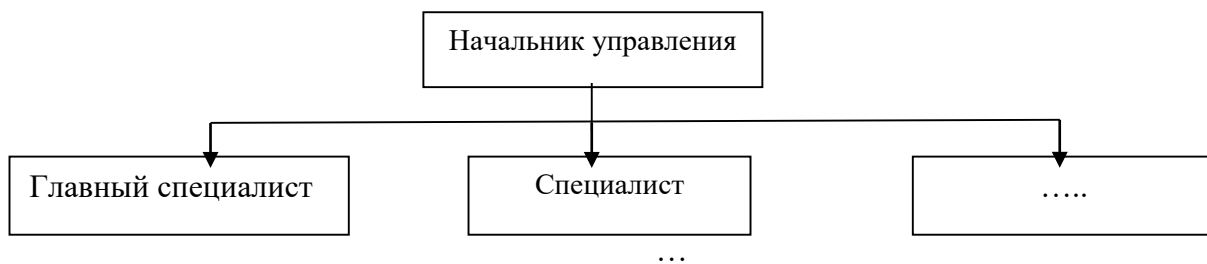 Начальник управления
Главный специалист
Специалист
…..
…